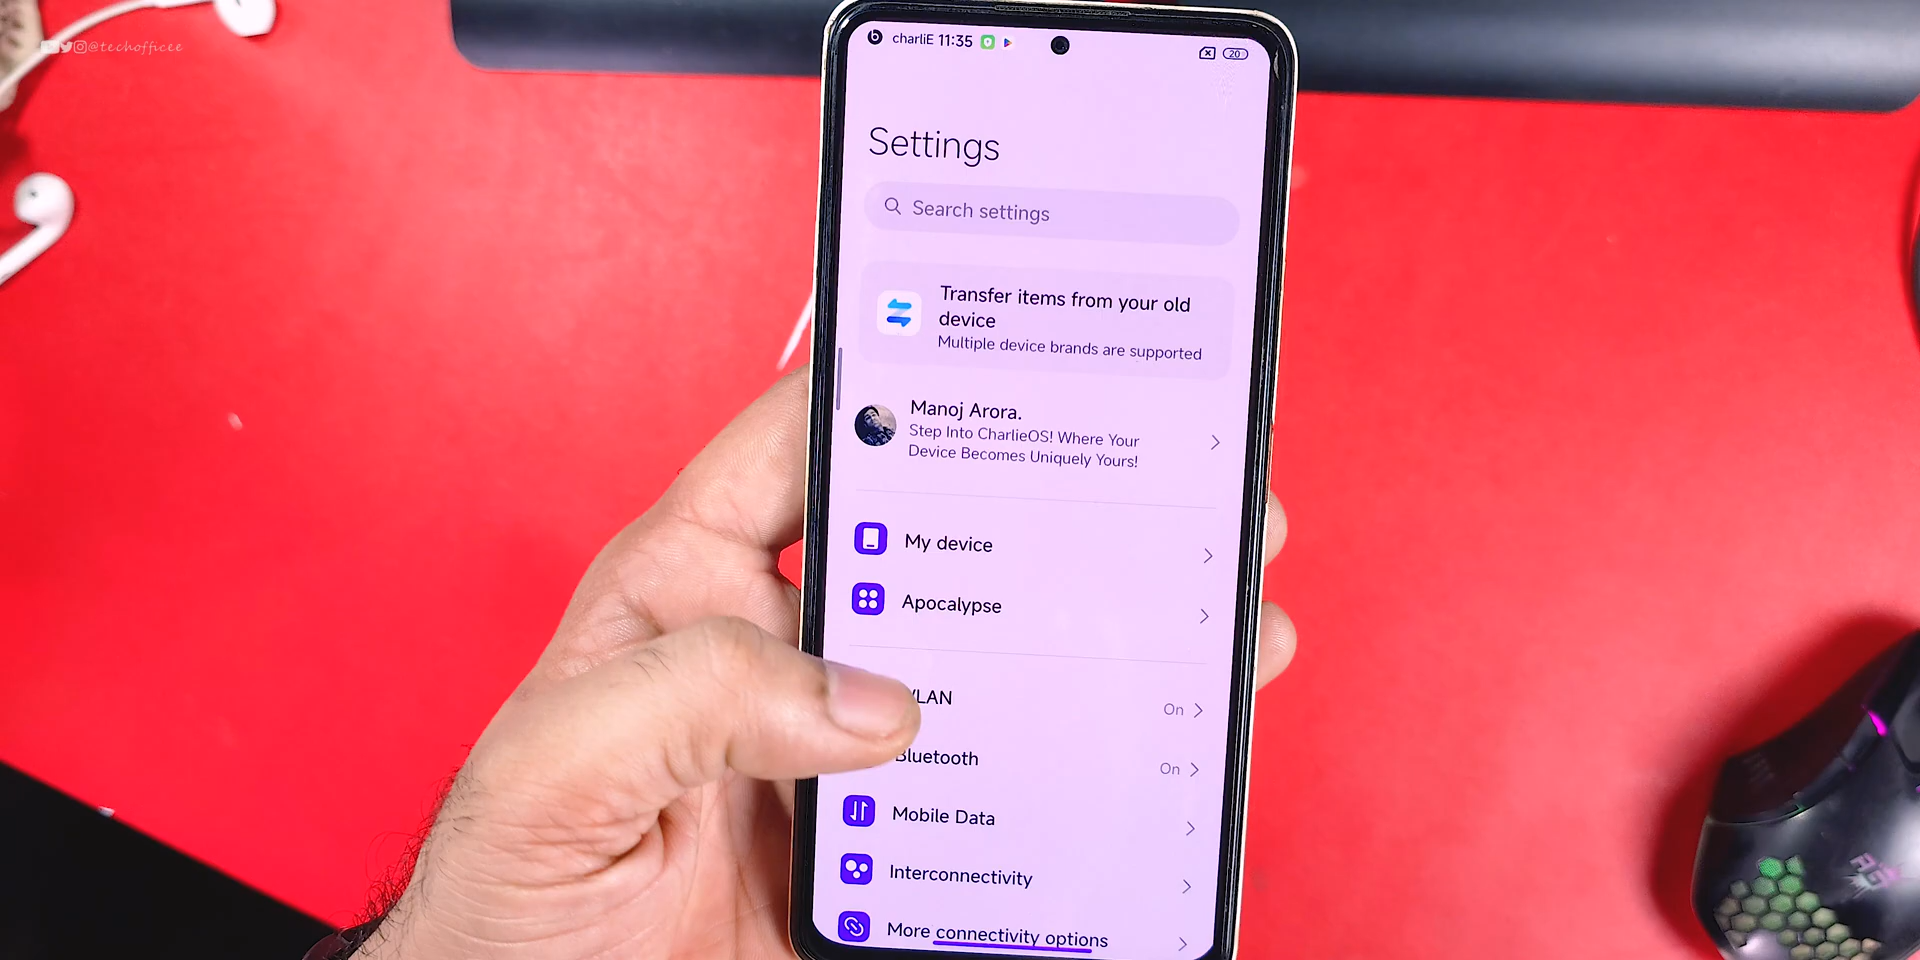 @techofficee
charliE 11:35
20
Settings
Search settings
Transfer items from your old
device
Multiple device brands are supported
Manoj Arora.
Step Into CharlieOS! Where Your
Device Becomes Uniquely Yours!
My device
Apocalypse
LAN
On
Bluetooth
On
Mobile Data
Interconnectivity
More connectivity options